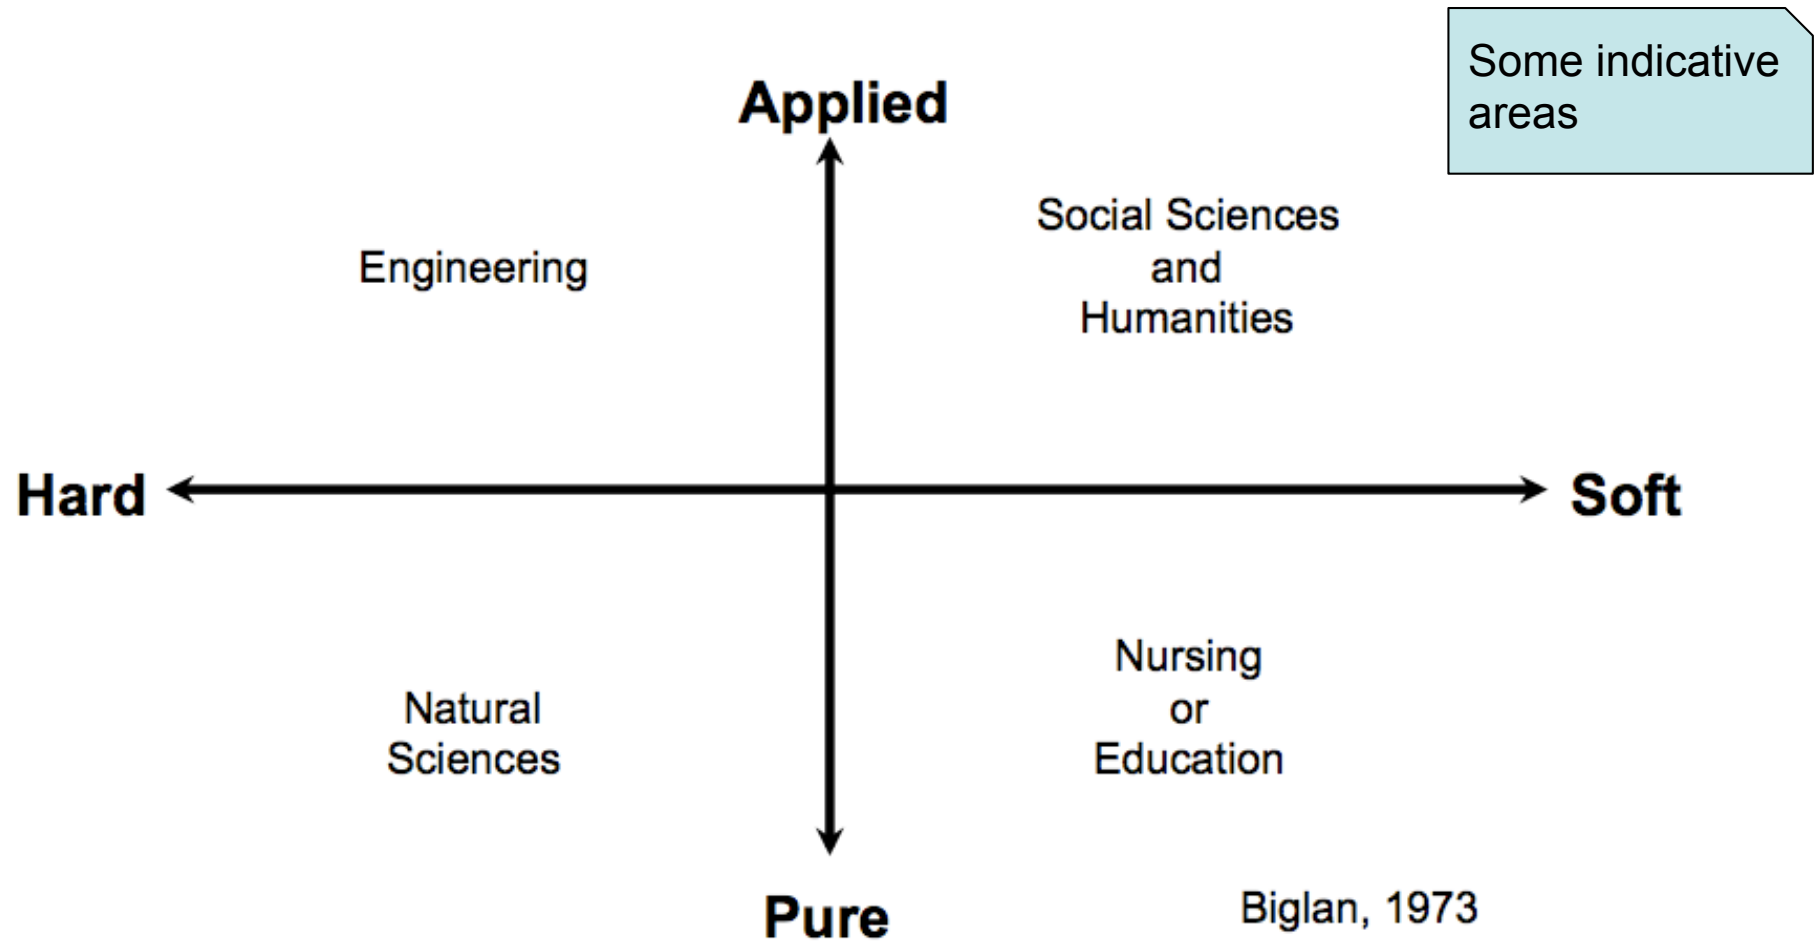 Some indicative
areas
Applied
Social Sciences
and
Humanities
Engineering
Hard
Soft
Natural
Sciences
Nursing
or
Education
Pure
Biglan, 1973